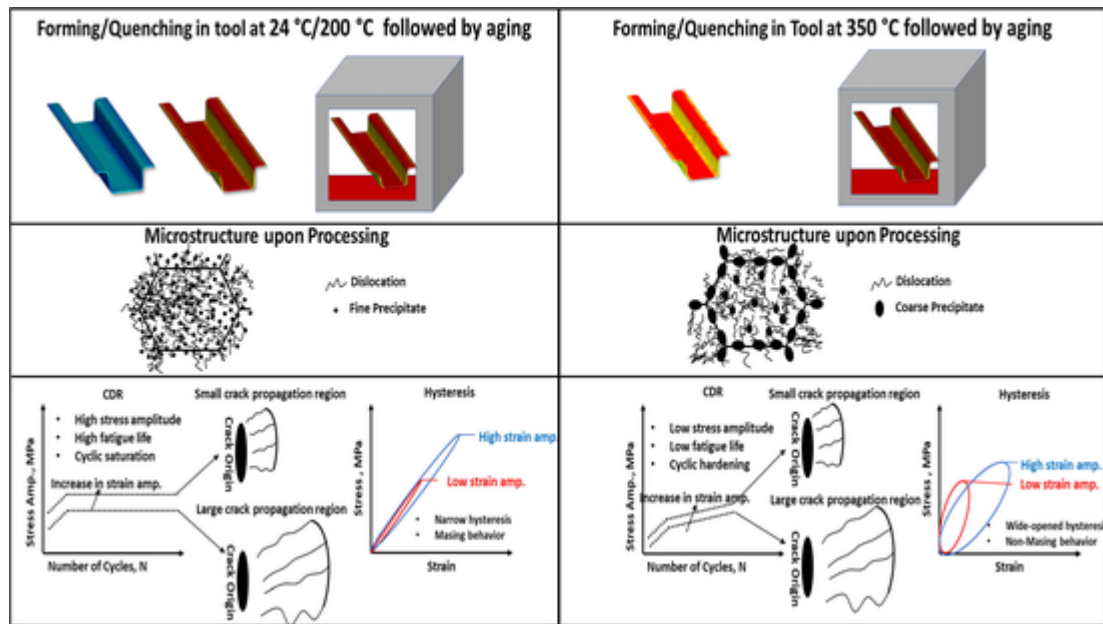 Forming/Quenching in tool at 24 °C/200 °C followed by aging
Microstructure upon Processing
Dislocation
Fine Precipitate
CDR
• High stress amplitude
• High fatigue life
• Cyclic saturation
Stress Amp., MPa
Increase in strain amp.
Number of Cycles, N
Small crack propagation region
Crack Origin
Large crack propagation region
Crack Origin
Hysteresis
Stress, MPa
High strain amp.
Low strain amp.
• Narrow hysteresis
• Masing behavior
Strain
Forming/Quenching in Tool at 350 °C followed by aging
Microstructure upon Processing
Dislocation
Coarse Precipitate
CDR
• Low stress amplitude
• Low fatigue life
• Cyclic hardening
Stress Amp., MPa
Increase in strain amp.
Number of Cycles, N
Small crack propagation region
Crack Origin
Large crack propagation region
Crack Origin
Hysteresis
Stress, MPa
High strain amp.
Low strain amp.
• Wide-opened hysteresis
• Non-Masing behavior
Strain